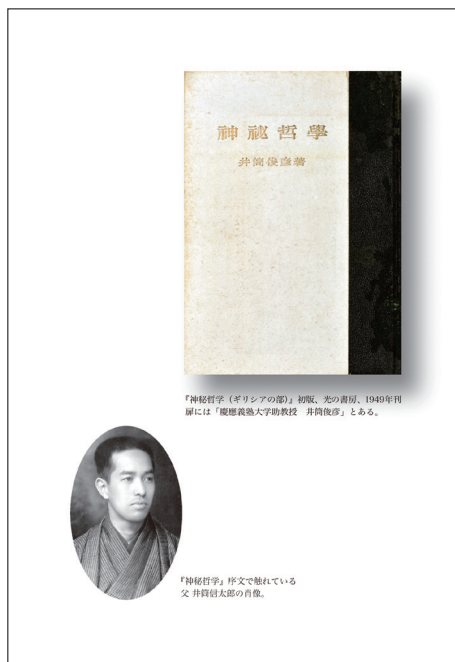 神祕哲學
井筒俊彦著
『神秘哲学（ギリシアの部）』初版、光の書房、1949年刊
扉には「慶應義塾大学助教授　井筒俊彦」とある。
『神秘哲学』序文で触れている
父 井筒信太郎の肖像。